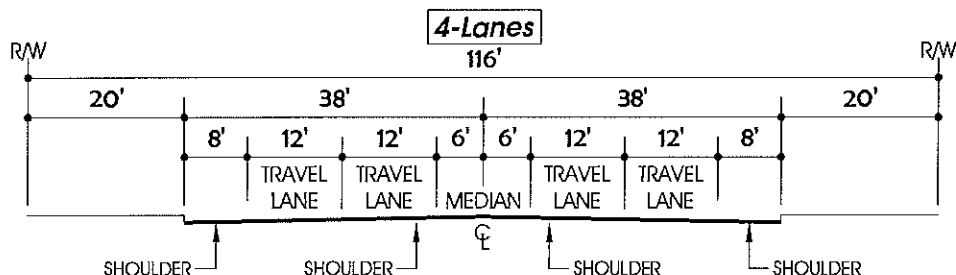 4-Lanes
R/W 116' R/W
20' 38' 38' 20'
8' 12' 12' 6' 6' 12' 12' 8'
TRAVEL TRAVEL TRAVEL TRAVEL
LANE LANE MEDIAN LANE LANE
CL
SHOULDER SHOULDER SHOULDER SHOULDER